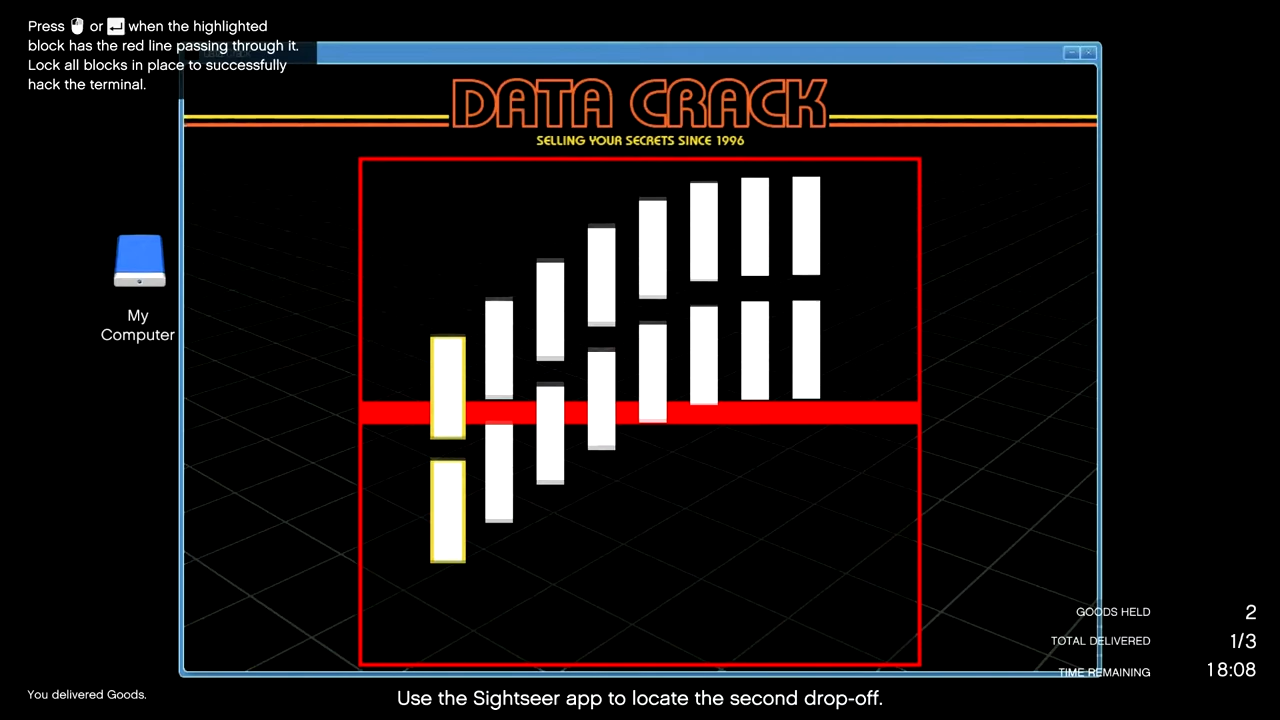 Press or when the highlighted
block has the red line passing through it.
Lock all blocks in place to successfully
hack the terminal.
DATA CRACK
SELLING YOUR SECRETS SINCE 1996
My
Computer
GOODS HELD 2
TOTAL DELIVERED 1/3
TIME REMAINING 18:08
You delivered Goods.
Use the Sightseer app to locate the second drop-off.